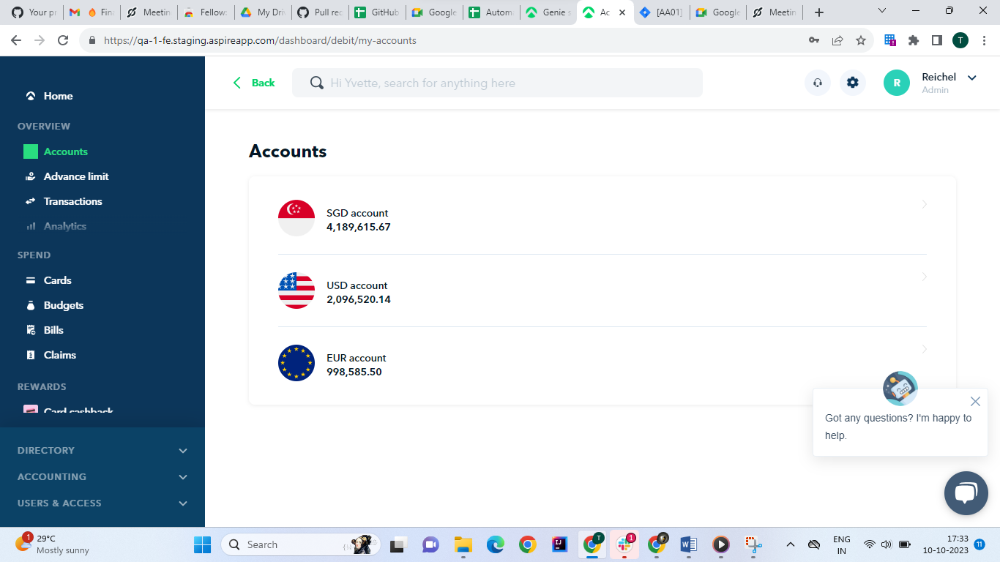 Your pr
Fin
Meetin
Fellows
My Driv
Pull rec
GitHub
Google
Automa
Genie s
Ac
[AA01]
Google
Meetin
https://qa-1-fe.staging.aspireapp.com/dashboard/debit/my-accounts
T
Home
OVERVIEW
Accounts
Advance limit
Transactions
Analytics
SPEND
Cards
Budgets
Bills
Claims
REWARDS
Card cashback
DIRECTORY
ACCOUNTING
USERS & ACCESS
Back
Hi Yvette, search for anything here
R
Reichel
Admin
Accounts
SGD account
4,189,615.67
USD account
2,096,520.14
EUR account
998,585.50
Got any questions? I'm happy to
help.
1
29°C
Mostly sunny
Search
T
1
ENG
IN
17:33
10-10-2023
11